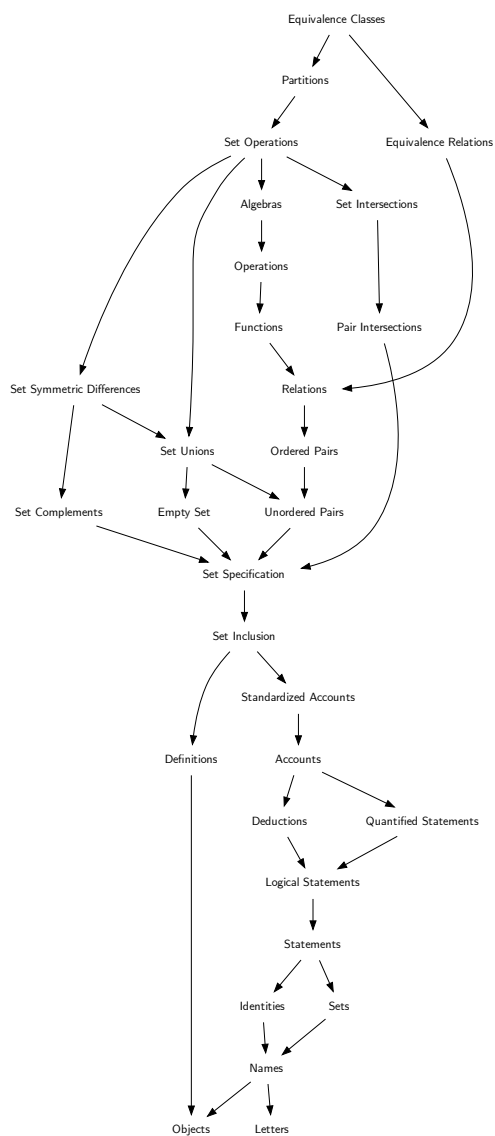 Equivalence Classes
Partitions
Set Operations
Equivalence Relations
Algebras
Set Intersections
Operations
Functions
Pair Intersections
Set Symmetric Differences
Relations
Set Unions
Ordered Pairs
Set Complements
Empty Set
Unordered Pairs
Set Specification
Set Inclusion
Standardized Accounts
Definitions
Accounts
Deductions
Quantified Statements
Logical Statements
Statements
Identities
Sets
Names
Objects
Letters